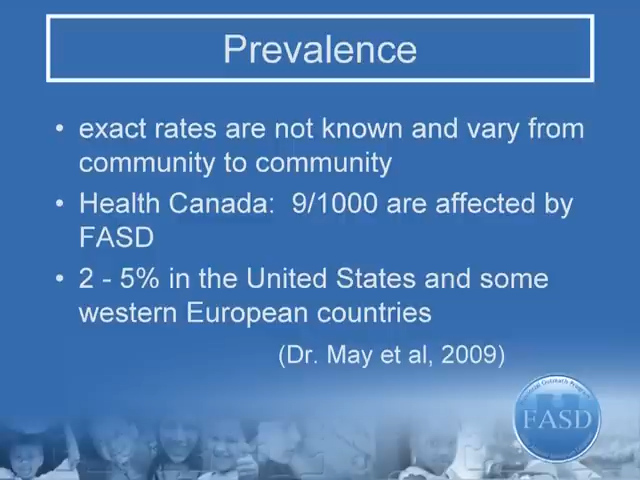 Prevalence
• exact rates are not known and vary from
community to community
• Health Canada:  9/1000 are affected by
FASD
• 2 - 5% in the United States and some
western European countries
(Dr. May et al, 2009)
FASD